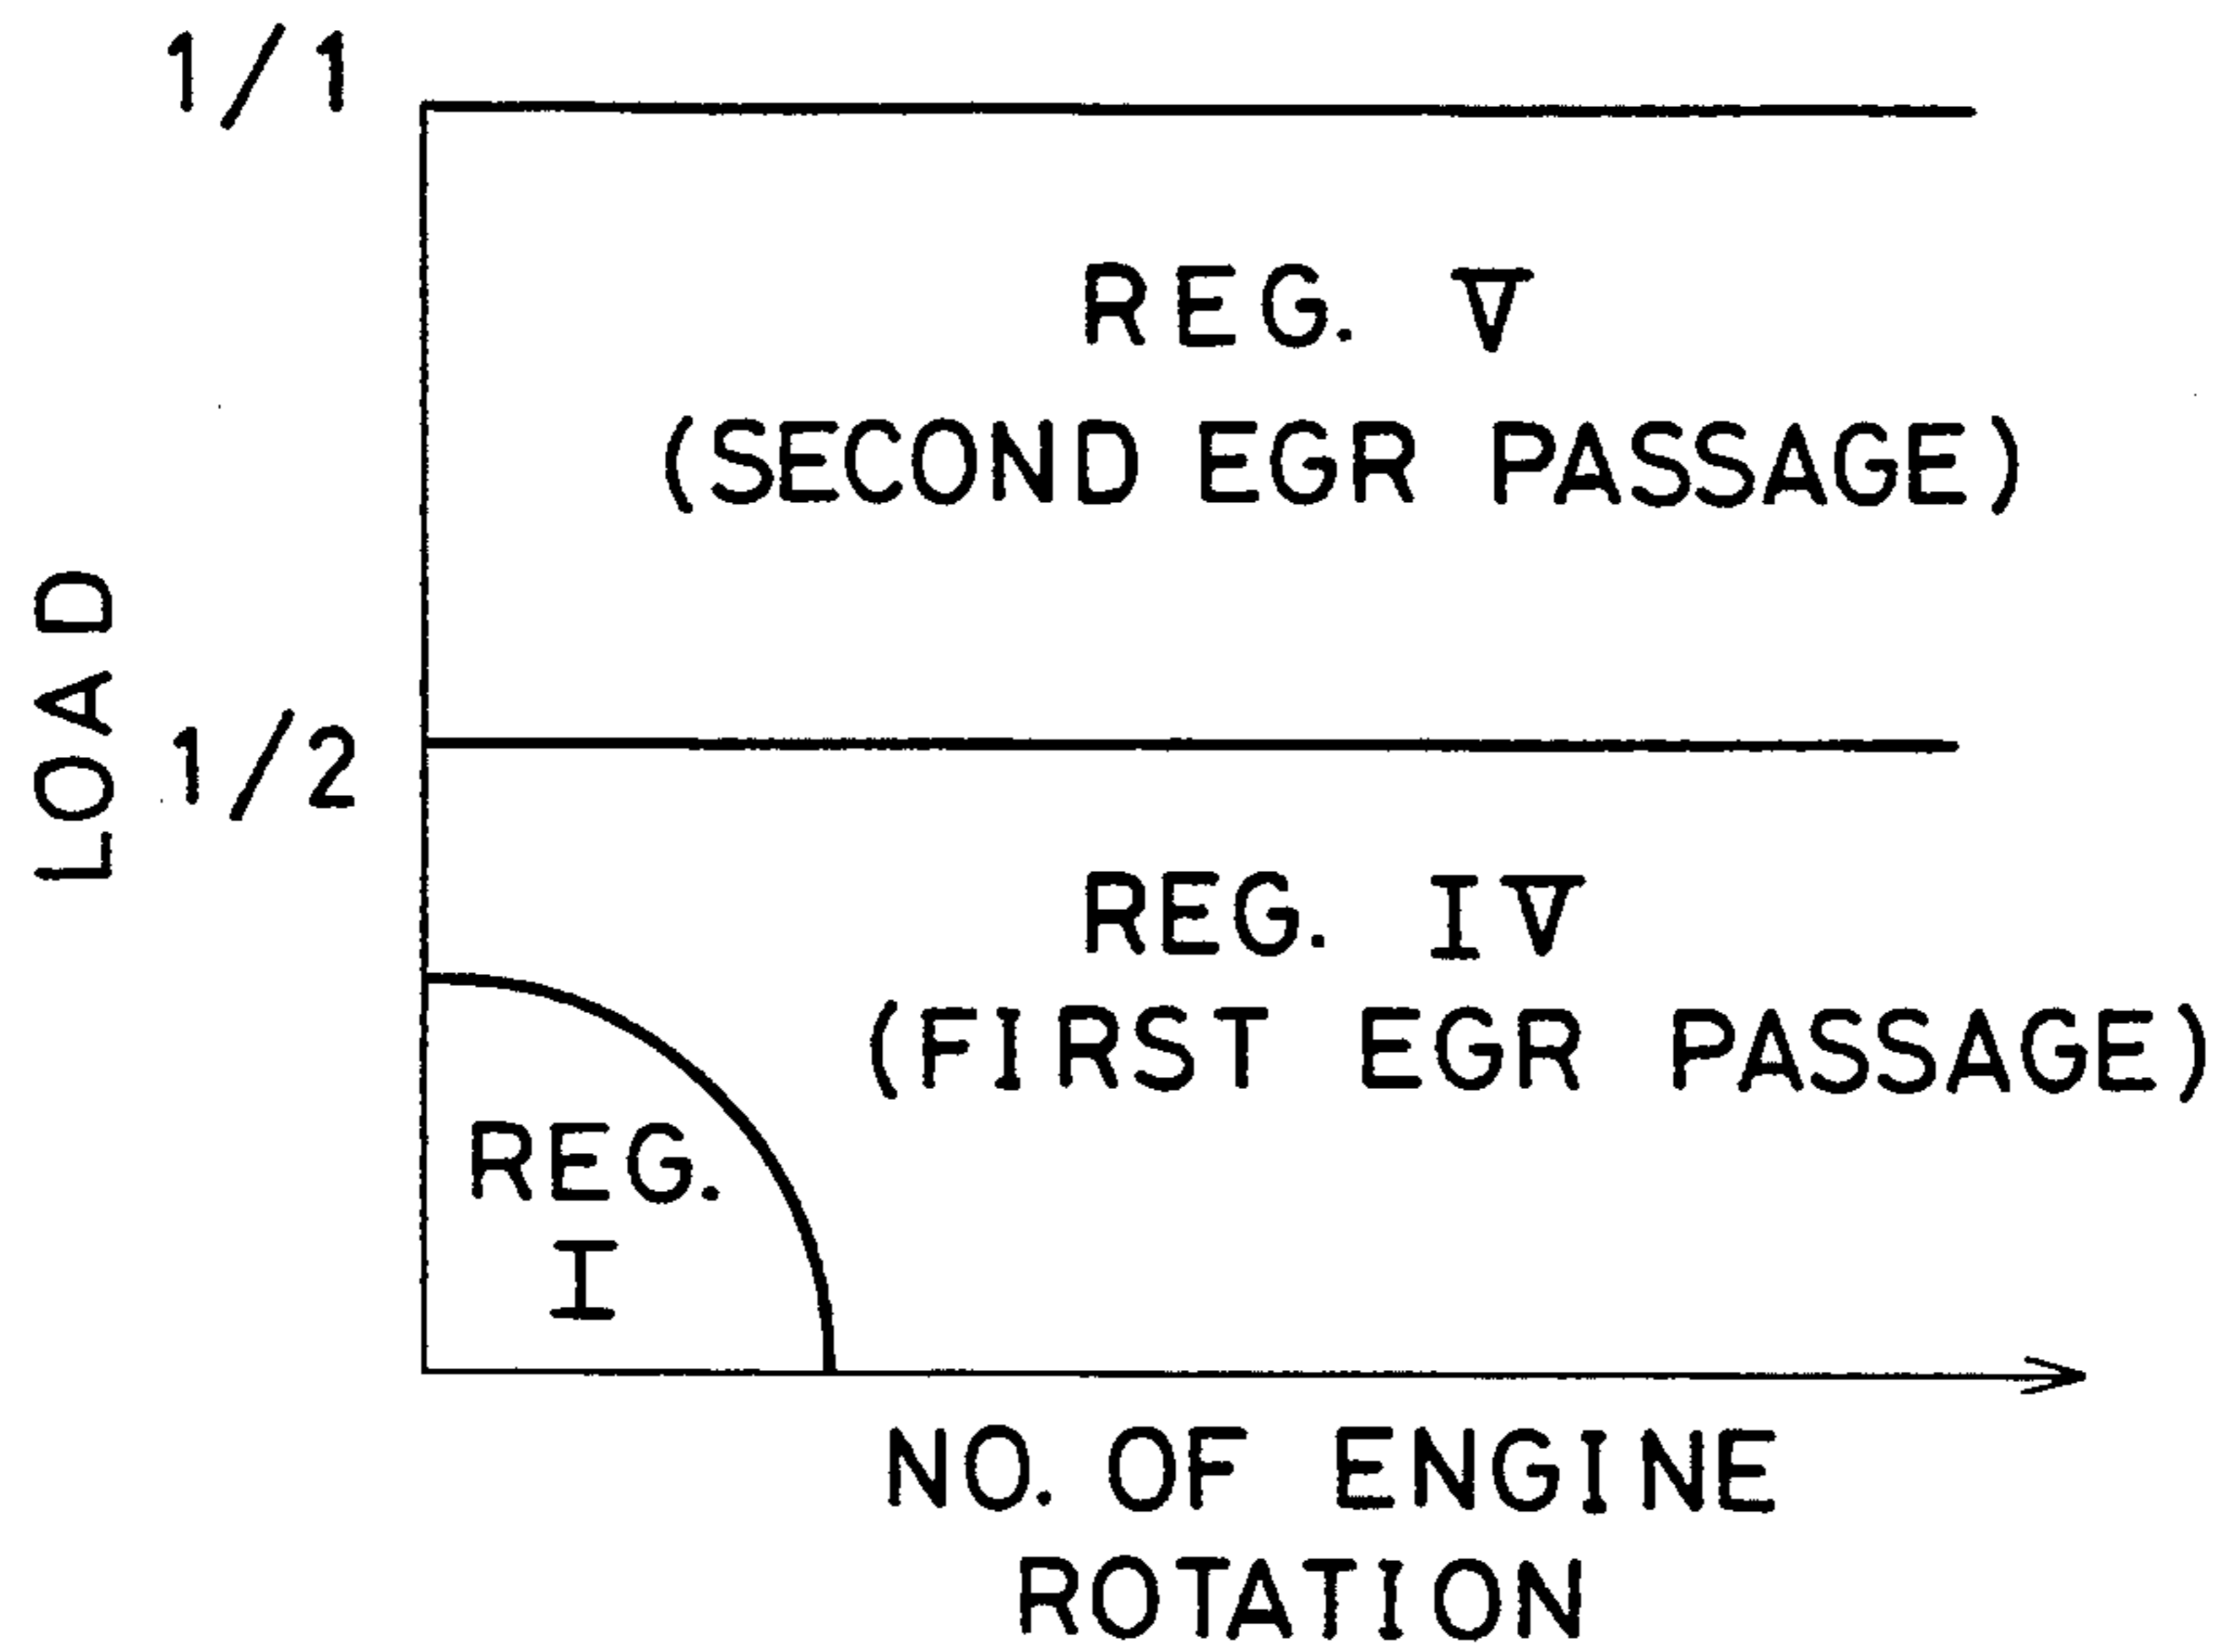 1/1
REG. V
(SECOND EGR PASSAGE)
LOAD
1/2
REG. IV
(FIRST EGR PASSAGE)
REG.
I
NO. OF ENGINE
ROTATION